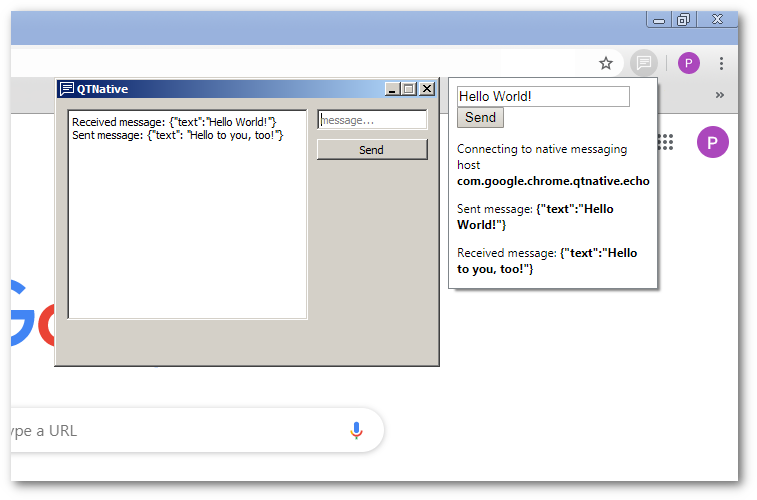 P
QTNative
Received message: {"text":"Hello World!"}
Sent message: {"text": "Hello to you, too!"}
message...
Send
Hello World!
Send
Connecting to native messaging
host
com.google.chrome.qtnative.echo
Sent message: {"text":"Hello
World!"}
Received message: {"text":"Hello
to you, too!"}
»
P
Go
ype a URL